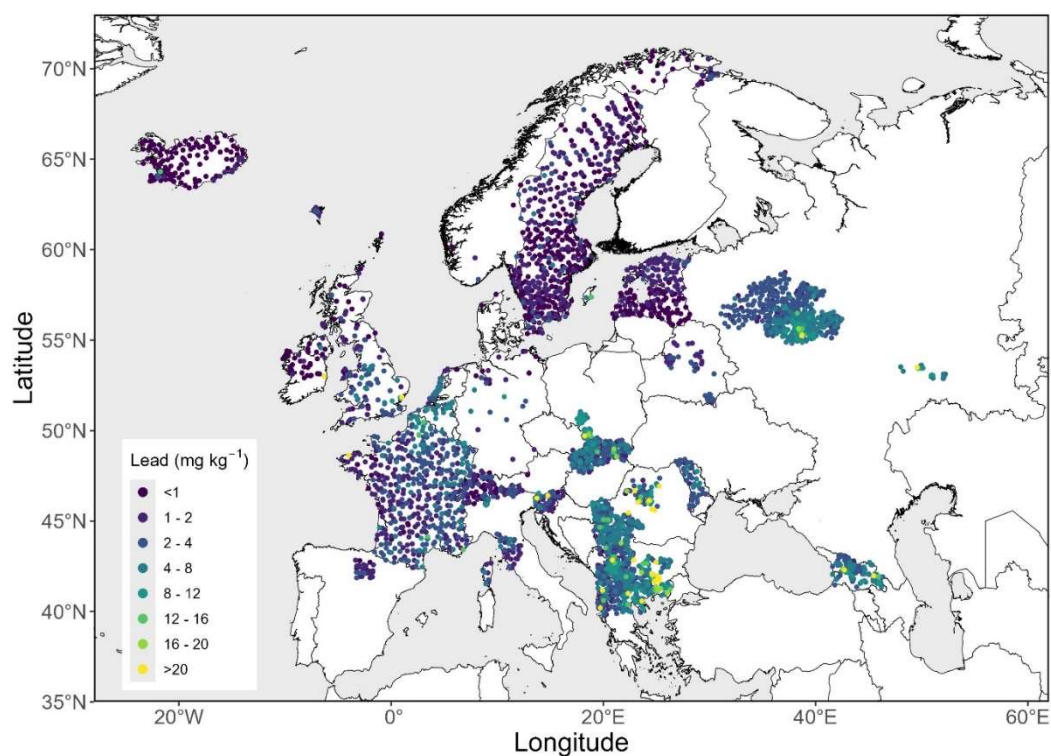 70°N
65°N
60°N
55°N
50°N
45°N
40°N
35°N
Latitude
Lead (mg kg⁻¹)
<1
1 - 2
2 - 4
4 - 8
8 - 12
12 - 16
16 - 20
>20
20°W
0°
20°E
40°E
60°E
Longitude